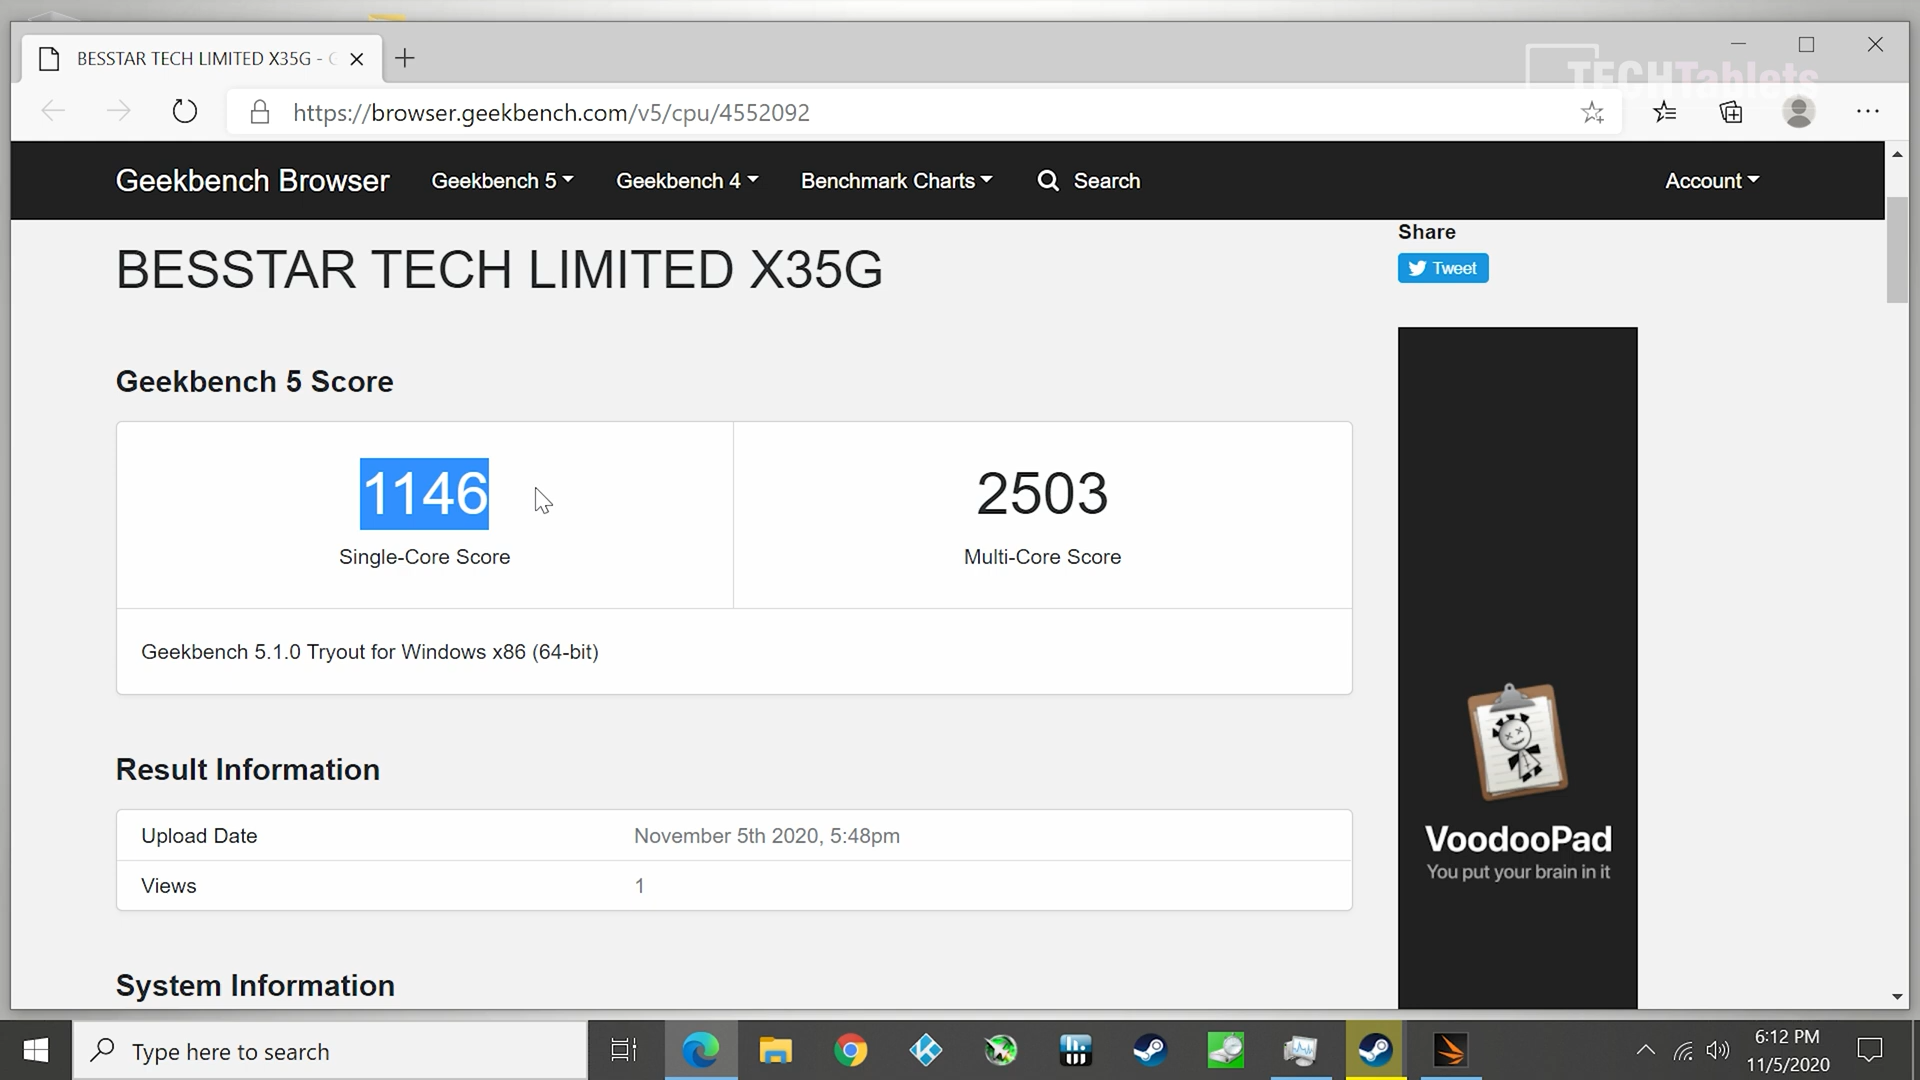 BESSTAR TECH LIMITED X35G - G
TECHTablets
https://browser.geekbench.com/v5/cpu/4552092
Geekbench Browser
Geekbench 5
Geekbench 4
Benchmark Charts
Search
Account
BESSTAR TECH LIMITED X35G
Share
Tweet
Geekbench 5 Score
1146
2503
Single-Core Score
Multi-Core Score
Geekbench 5.1.0 Tryout for Windows x86 (64-bit)
VoodooPad
You put your brain in it
Result Information
Upload Date November 5th 2020, 5:48pm
Views 1
System Information
Type here to search
6:12 PM
11/5/2020